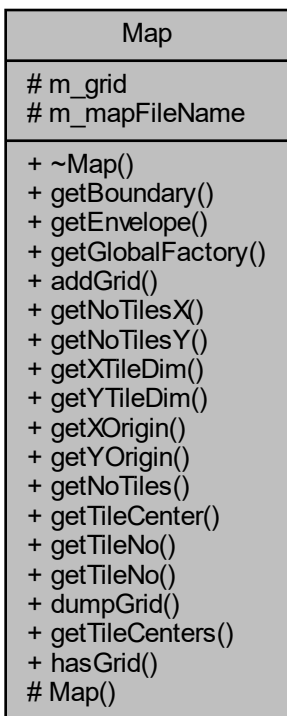 Map
# m_grid
# m_mapFileName
+ ~Map()
+ getBoundary()
+ getEnvelope()
+ getGlobalFactory()
+ addGrid()
+ getNoTilesX()
+ getNoTilesY()
+ getXTileDim()
+ getYTileDim()
+ getXOrigin()
+ getYOrigin()
+ getNoTiles()
+ getTileCenter()
+ getTileNo()
+ getTileNo()
+ dumpGrid()
+ getTileCenters()
+ hasGrid()
# Map()